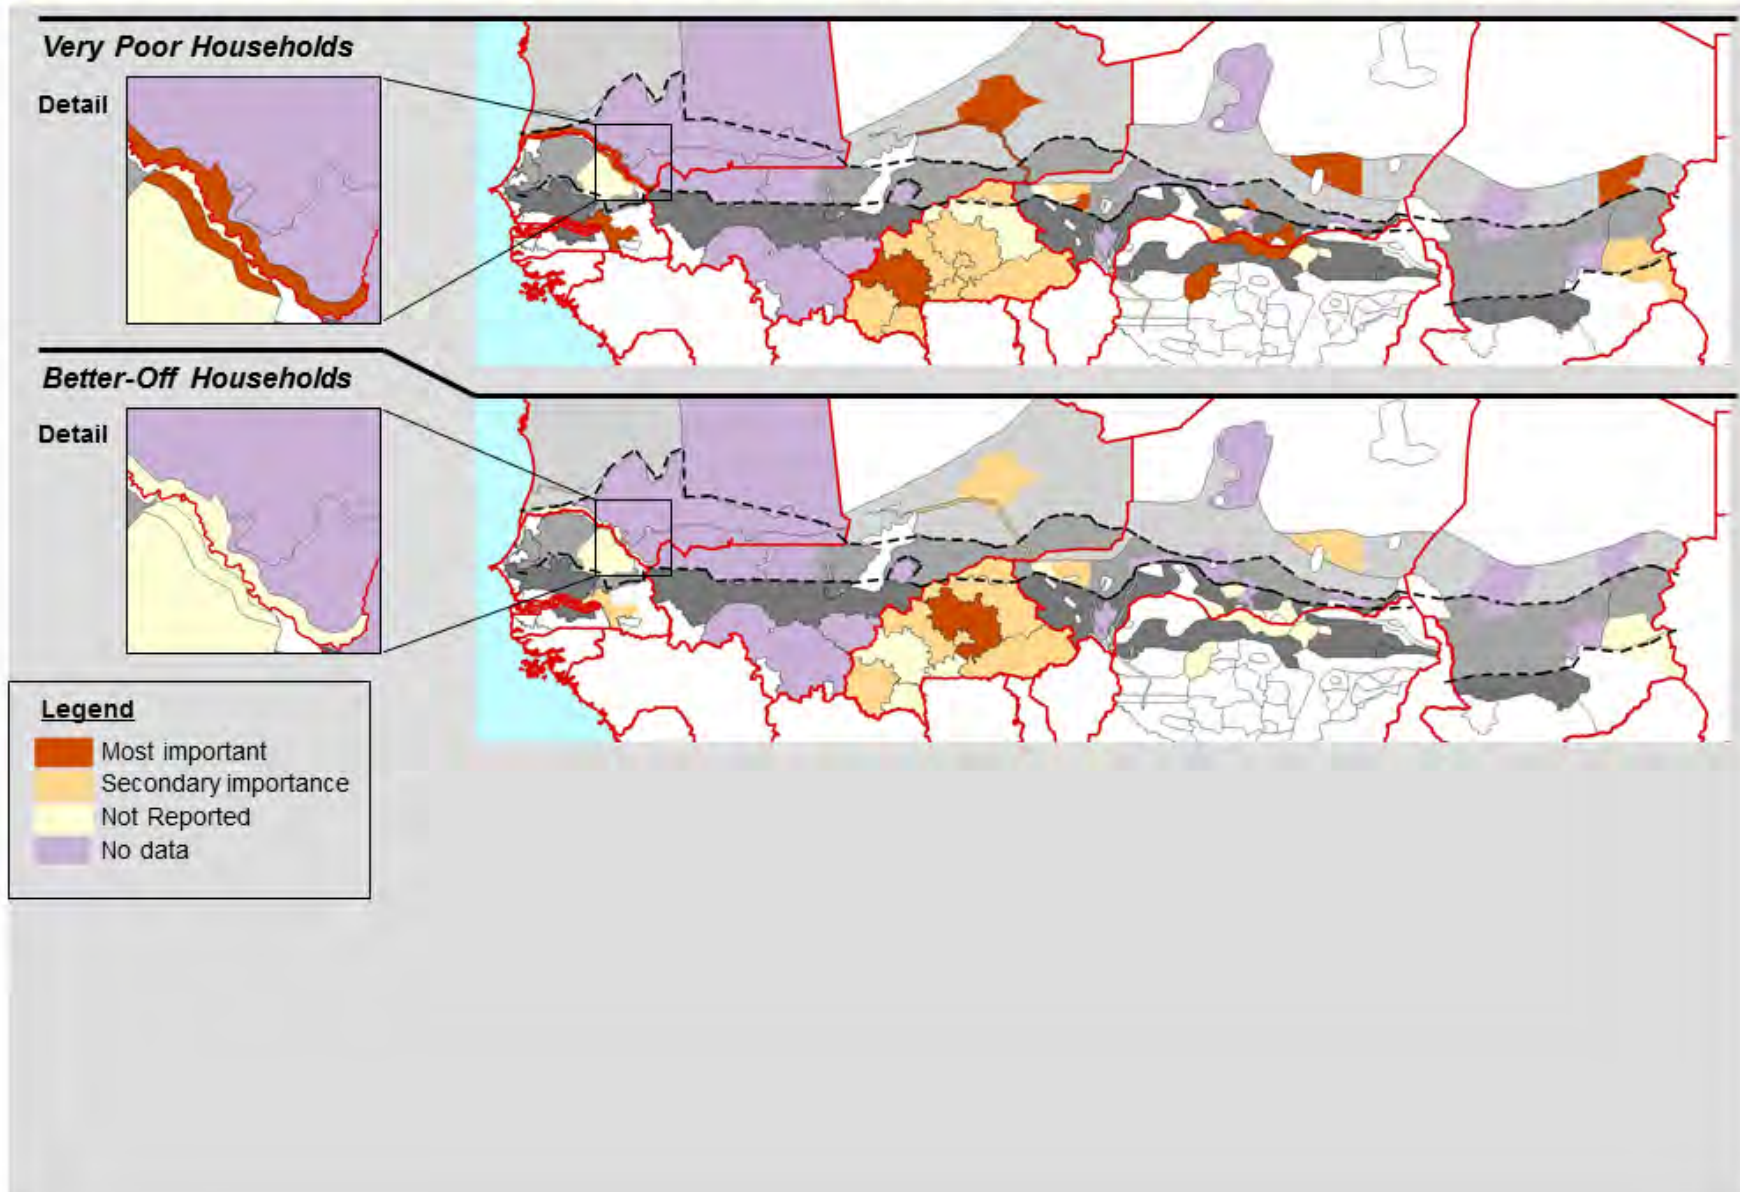 Very Poor Households
Detail
Better-Off Households
Detail
Legend
Most important
Secondary importance
Not Reported
No data